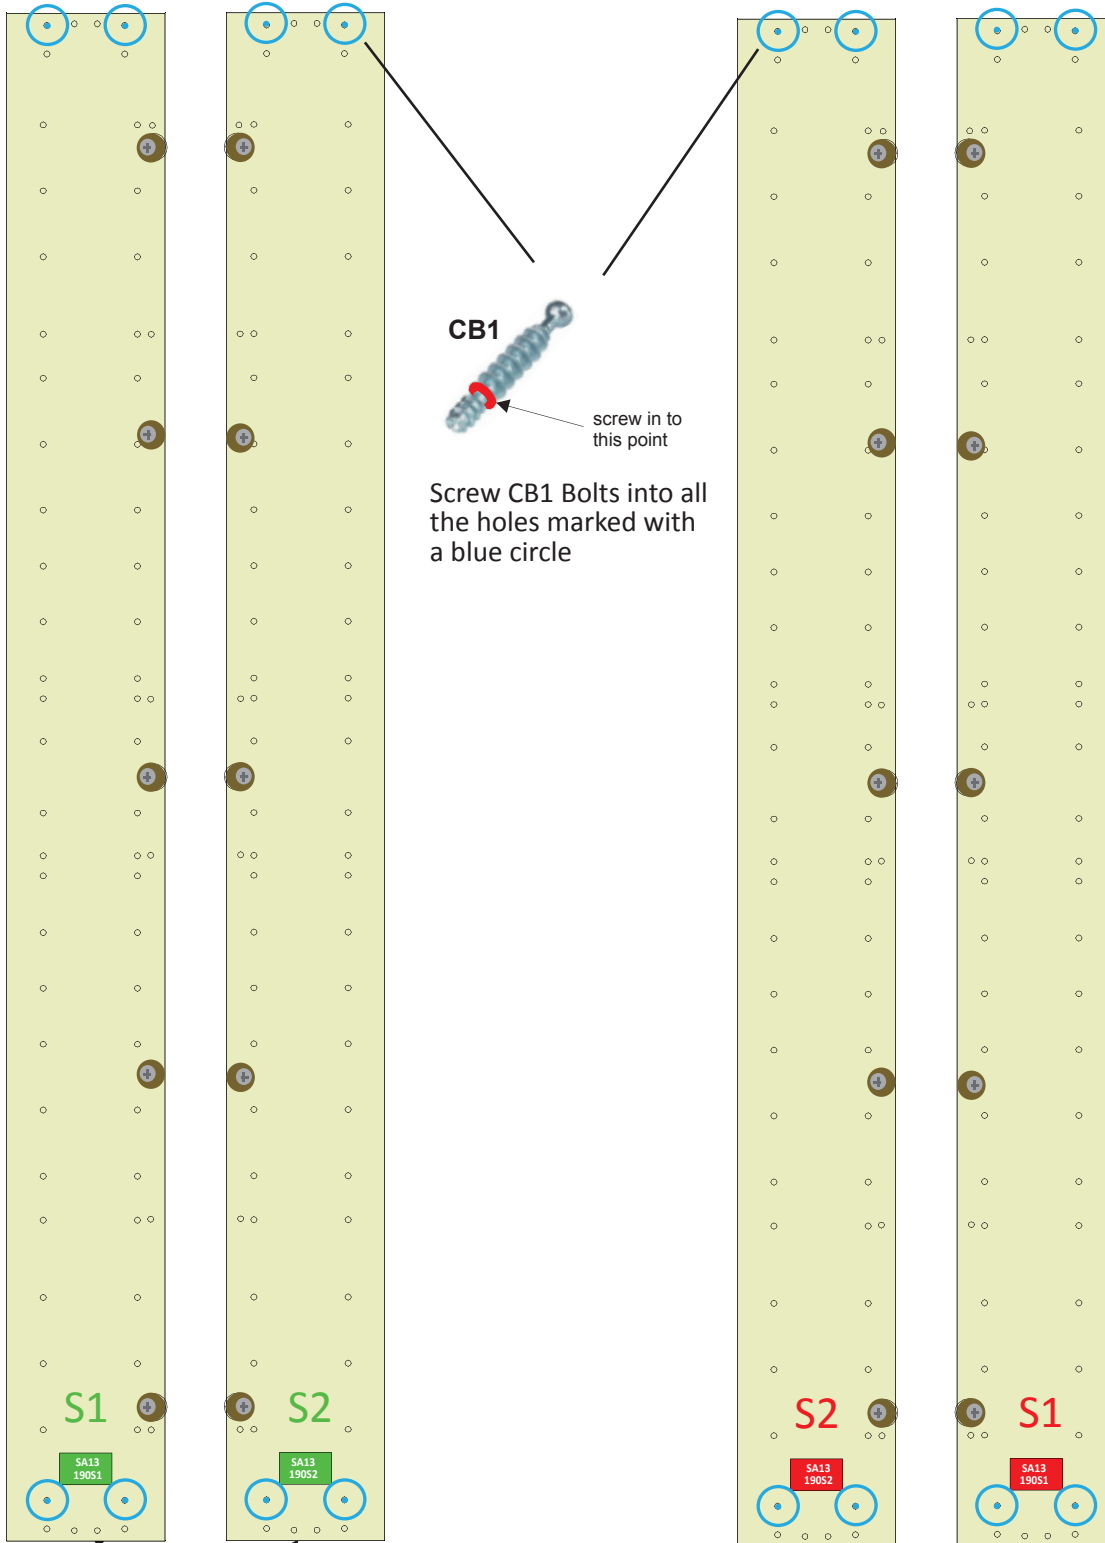 CB1
screw in to
this point
Screw CB1 Bolts into all
the holes marked with
a blue circle
S1
S2
S2
S1
SA13
190S1
SA13
190S2
SA13
190S2
SA13
190S1